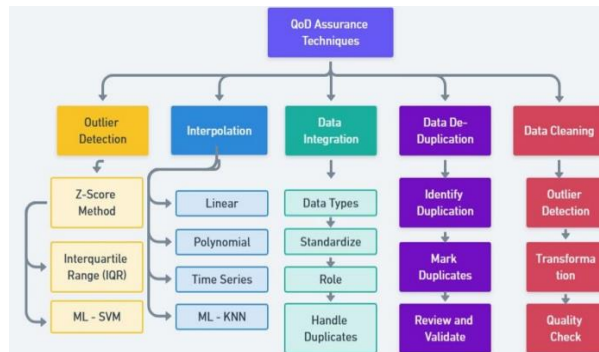 QoD Assurance
Techniques
Outlier
Detection
Interpolation
Data
Integration
Data De-
Duplication
Data Cleaning
Z-Score
Method
Interquartile
Range (IQR)
ML - SVM
Linear
Polynomial
Time Series
ML - KNN
Data Types
Standardize
Role
Handle
Duplicates
Identify
Duplication
Mark
Duplicates
Review and
Validate
Outlier
Detection
Transforma
tion
Quality
Check